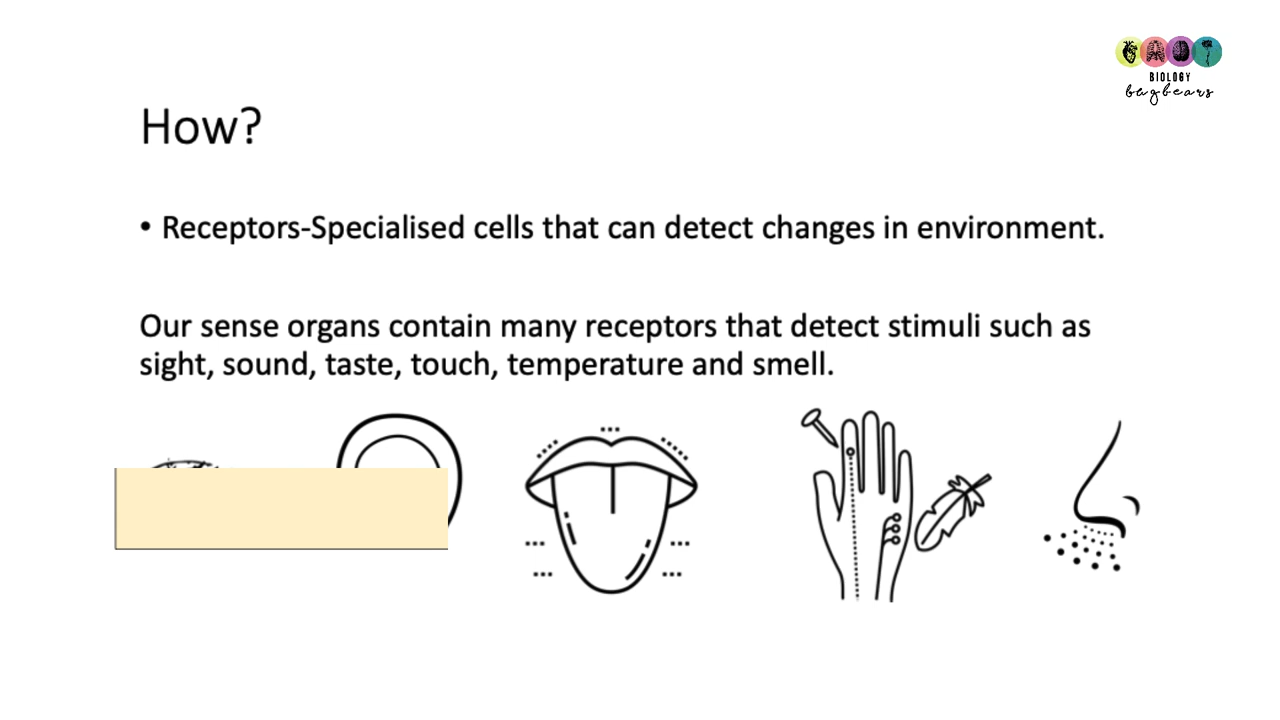 BIOLOGY
bugbears
How?
• Receptors-Specialised cells that can detect changes in environment.
Our sense organs contain many receptors that detect stimuli such as
sight, sound, taste, touch, temperature and smell.